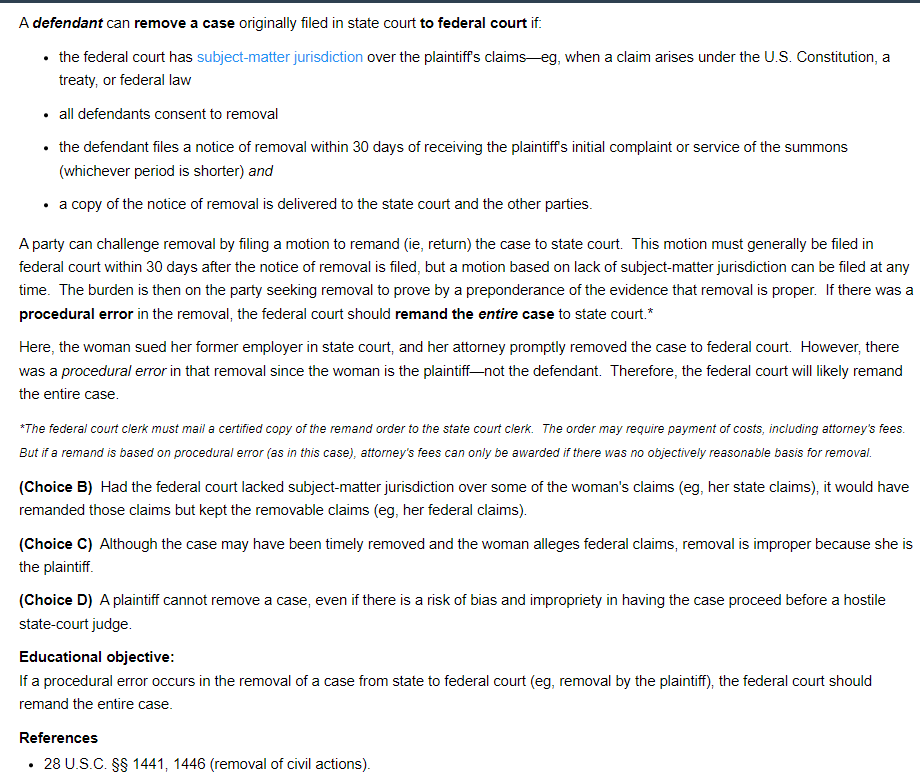 A defendant can remove a case originally filed in state court to federal court if:
the federal court has subject-matter jurisdiction over the plaintiff's claims—eg, when a claim arises under the U.S. Constitution, a
treaty, or federal law
all defendants consent to removal
the defendant files a notice of removal within 30 days of receiving the plaintiff's initial complaint or service of the summons
(whichever period is shorter) and
a copy of the notice of removal is delivered to the state court and the other parties.
A party can challenge removal by filing a motion to remand (ie, return) the case to state court.  This motion must generally be filed in
federal court within 30 days after the notice of removal is filed, but a motion based on lack of subject-matter jurisdiction can be filed at any
time.  The burden is then on the party seeking removal to prove by a preponderance of the evidence that removal is proper.  If there was a
procedural error in the removal, the federal court should remand the entire case to state court.*
Here, the woman sued her former employer in state court, and her attorney promptly removed the case to federal court.  However, there
was a procedural error in that removal since the woman is the plaintiff—not the defendant.  Therefore, the federal court will likely remand
the entire case.
*The federal court clerk must mail a certified copy of the remand order to the state court clerk.  The order may require payment of costs, including attorney's fees.
But if a remand is based on procedural error (as in this case), attorney's fees can only be awarded if there was no objectively reasonable basis for removal.
(Choice B)  Had the federal court lacked subject-matter jurisdiction over some of the woman's claims (eg, her state claims), it would have
remanded those claims but kept the removable claims (eg, her federal claims).
(Choice C)  Although the case may have been timely removed and the woman alleges federal claims, removal is improper because she is
the plaintiff.
(Choice D)  A plaintiff cannot remove a case, even if there is a risk of bias and impropriety in having the case proceed before a hostile
state-court judge.
Educational objective:
If a procedural error occurs in the removal of a case from state to federal court (eg, removal by the plaintiff), the federal court should
remand the entire case.
References
28 U.S.C. §§ 1441, 1446 (removal of civil actions).